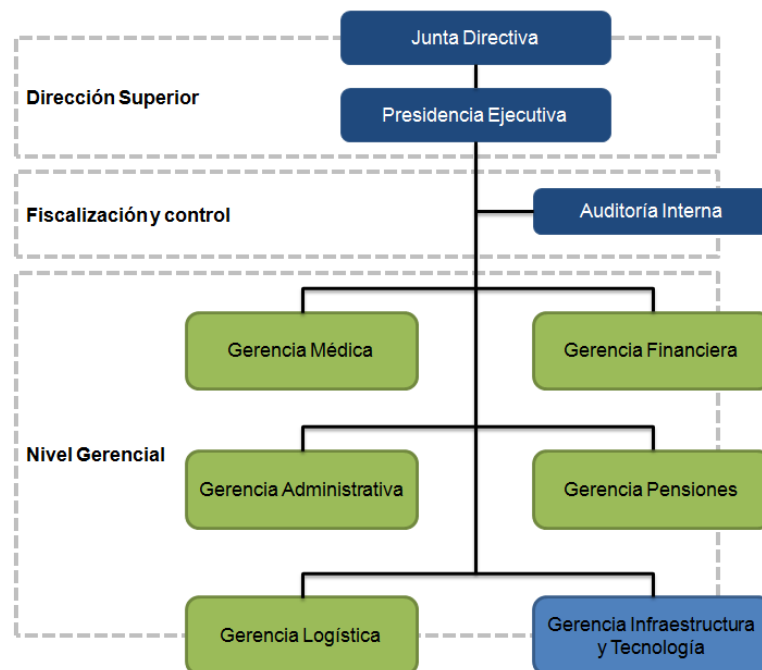 Junta Directiva
Dirección Superior
Presidencia Ejecutiva
Fiscalización y control
Auditoría Interna
Gerencia Médica
Gerencia Financiera
Nivel Gerencial
Gerencia Administrativa
Gerencia Pensiones
Gerencia Logística
Gerencia Infraestructura
y Tecnología